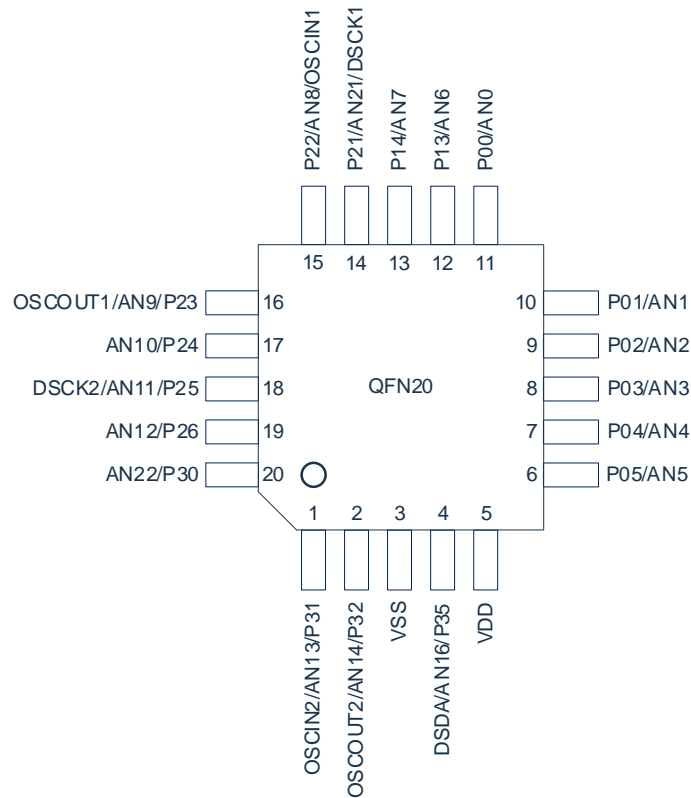 P22/AN8/OSCIN1
P21/AN21/DSCK1
P14/AN7
P13/AN6
P00/AN0
15
14
13
12
11
OSCOUT1/AN9/P23
16
10
P01/AN1
AN10/P24
17
9
P02/AN2
DSCK2/AN11/P25
18
QFN20
8
P03/AN3
AN12/P26
19
7
P04/AN4
AN22/P30
20
6
P05/AN5
1
2
3
4
5
OSCIN2/AN13/P31
OSCOUT2/AN14/P32
VSS
DSDA/AN16/P35
VDD